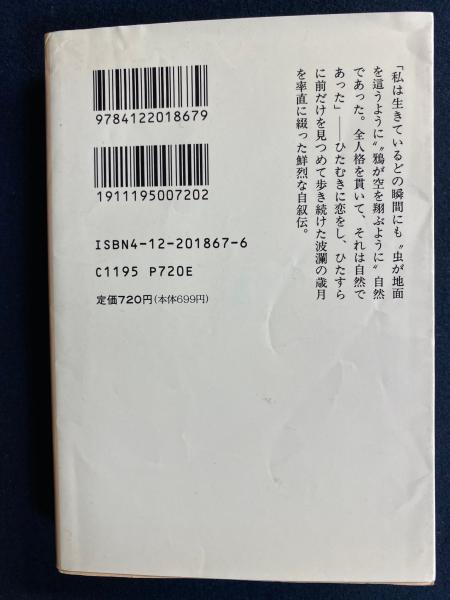 「私は生きているどの瞬間にも〝虫が地面
を這うように〟〝鴉が空を翔ぶように〟自然
であった。全人格を貫いて、それは自然で
あった」――ひたむきに恋をし、ひたすら
に前だけを見つめて歩き続けた波瀾の歳月
を率直に綴った鮮烈な自叙伝。
9784122018679
1911195007202
ISBN4-12-201867-6
C1195 P720E
定価720円(本体699円)